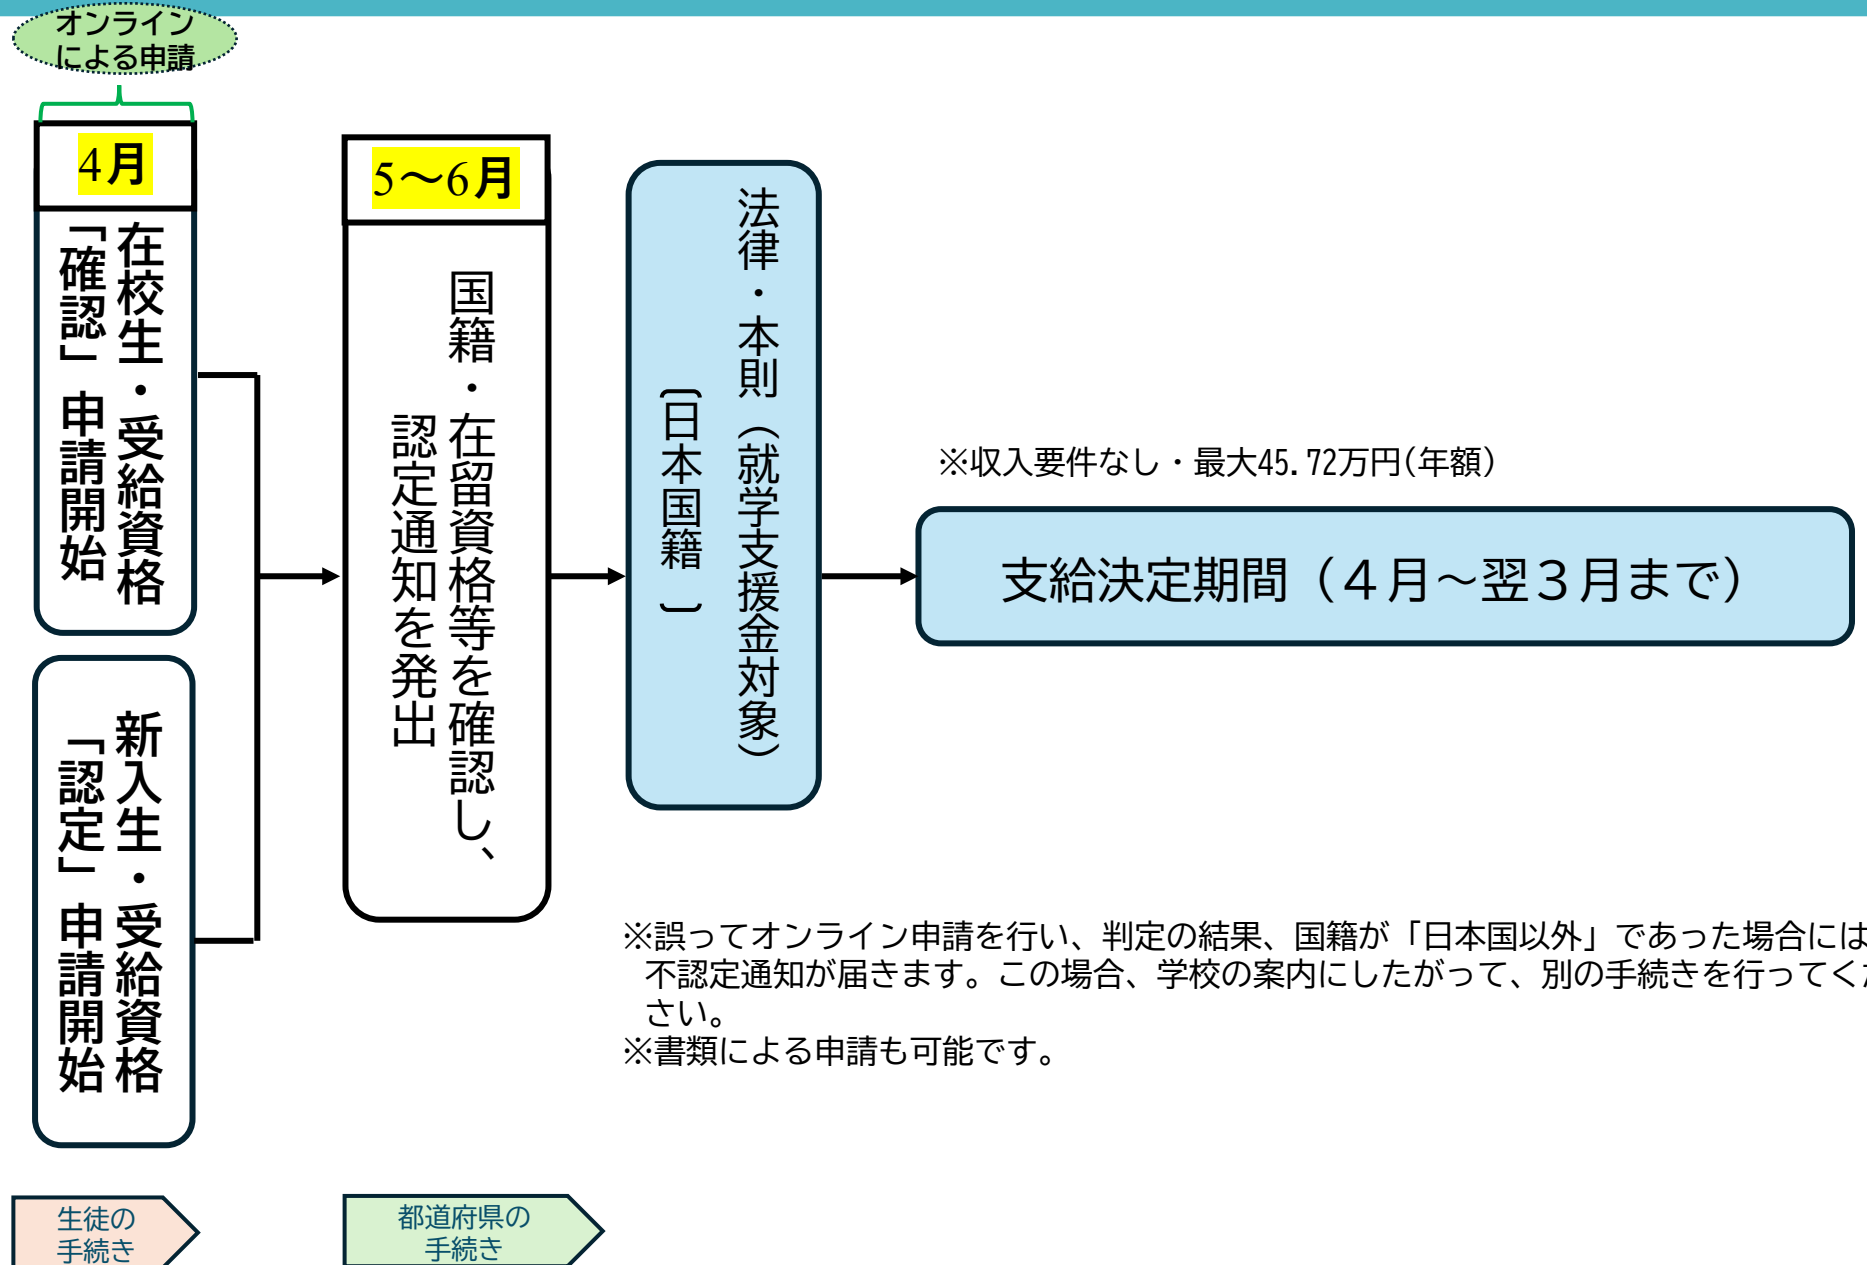 オンライン
による申請
4月
在校生・受給資格
「確認」申請開始
新入生・受給資格
「認定」申請開始
5～6月
国籍・在留資格等を確認し、
認定通知を発出
法律・本則（就学支援金対象）
〔日本国籍〕
※収入要件なし・最大45.72万円(年額)
支給決定期間（４月～翌３月まで）
※誤ってオンライン申請を行い、判定の結果、国籍が「日本国以外」であった場合には
不認定通知が届きます。この場合、学校の案内にしたがって、別の手続きを行ってくだ
さい。
※書類による申請も可能です。
生徒の
手続き
都道府県の
手続き